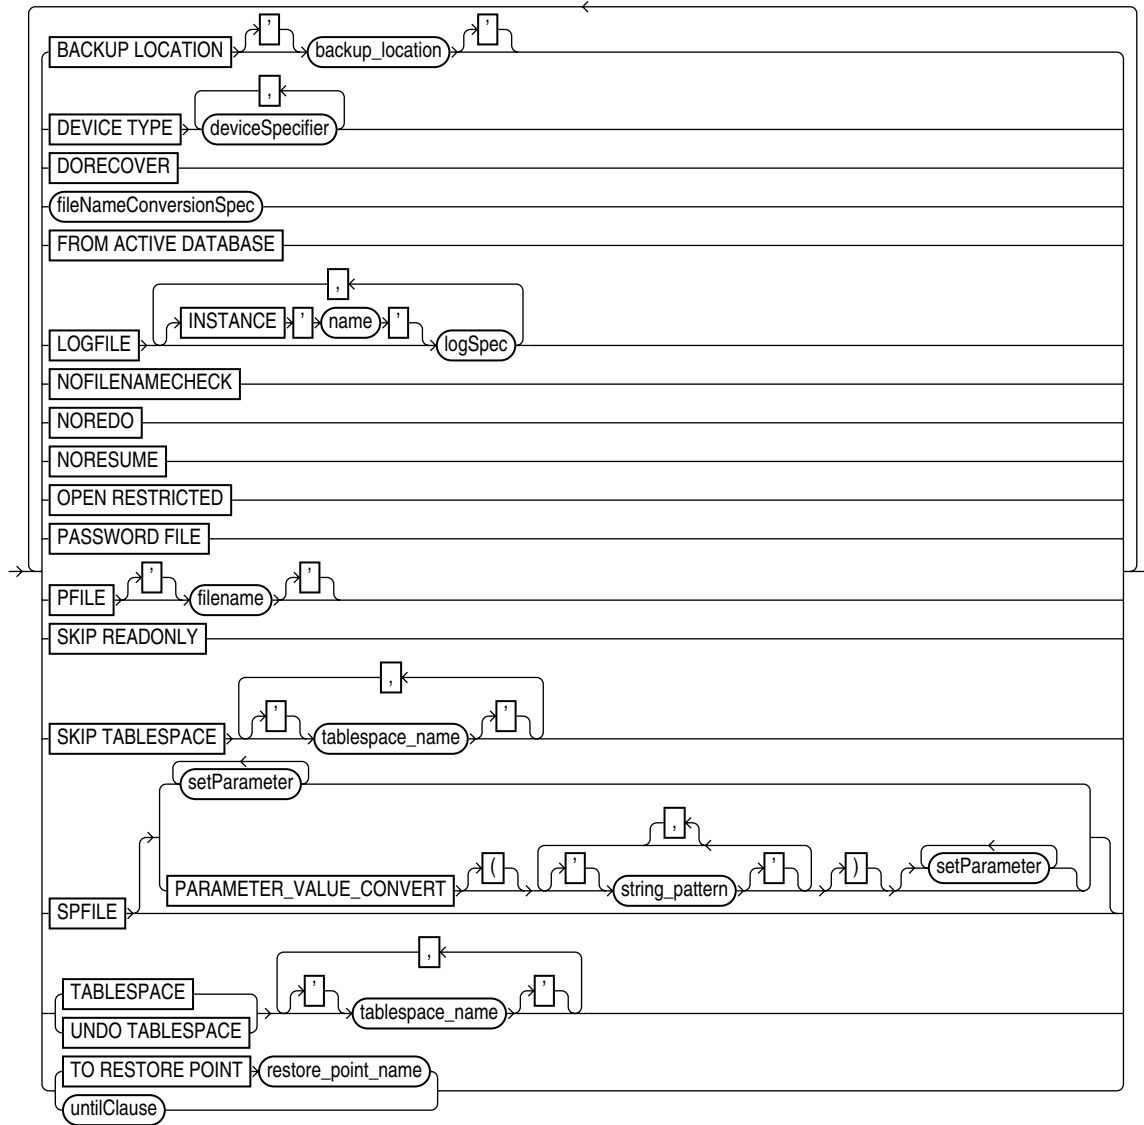 ' '
BACKUP LOCATION backup_location
,
DEVICE TYPE deviceSpecifier
DORECOVER
fileNameConversionSpec
FROM ACTIVE DATABASE
,
INSTANCE ' name '
LOGFILE logSpec
NOFILENAMECHECK
NOREDO
NORESUME
OPEN RESTRICTED
PASSWORD FILE
' '
PFILE filename
SKIP READONLY
,
' '
SKIP TABLESPACE tablespace_name
setParameter
,
( ' ' ) setParameter
PARAMETER_VALUE_CONVERT string_pattern
SPFILE
,
TABLESPACE ' '
tablespace_name
UNDO TABLESPACE
TO RESTORE POINT restore_point_name
untilClause